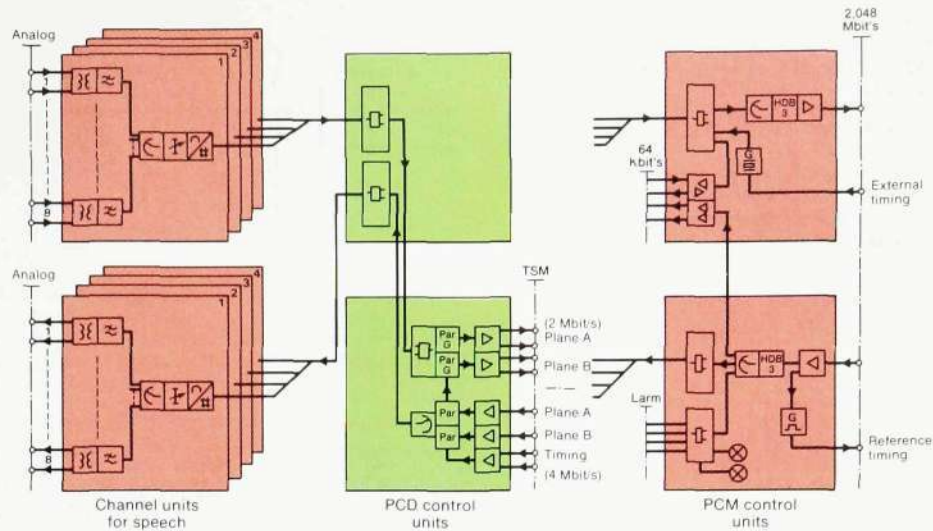 Analog
4
3
2
1
8
Analog
4
3
2
1
8
Channel units
for speech
Par
G
Par
G
Par
Par
TSM
(2 Mbit/s)
Plane A
Plane B
Plane A
Plane B
Timing
(4 Mbit/s)
PCD control
units
2,048
Mbit's
HDB
3
G
64
kbit's
External
timing
HDB
3
G
Larm
Reference
timing
PCM control
units